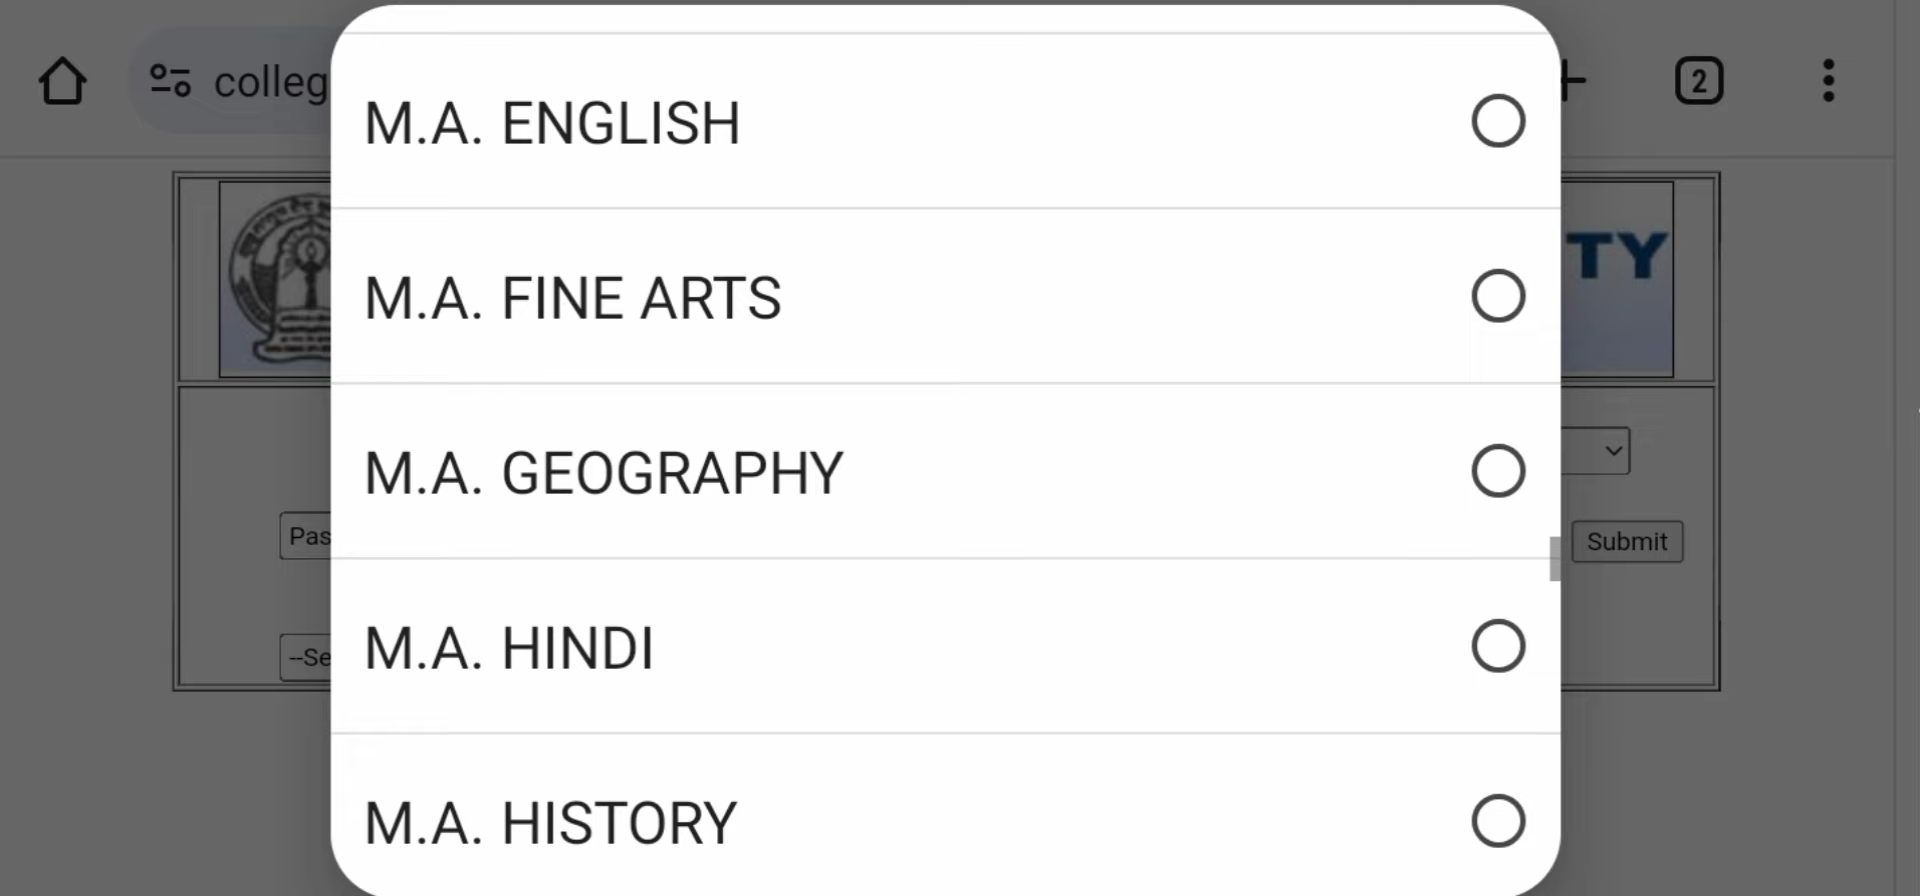 colleg
2
M.A. ENGLISH
M.A. FINE ARTS
TY
M.A. GEOGRAPHY
Pas
Submit
M.A. HINDI
--Se
M.A. HISTORY